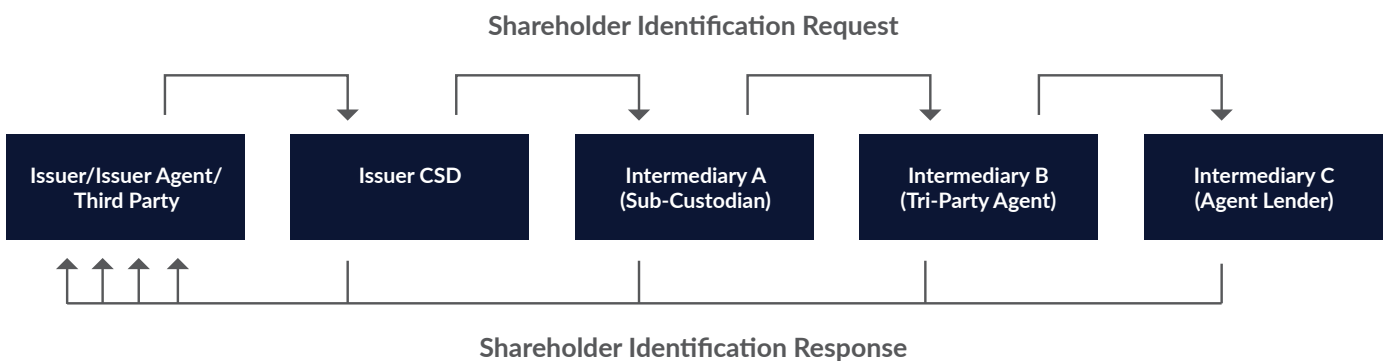 Shareholder Identification Request
Issuer/Issuer Agent/
Third Party
Issuer CSD
Intermediary A
(Sub-Custodian)
Intermediary B
(Tri-Party Agent)
Intermediary C
(Agent Lender)
Shareholder Identification Response